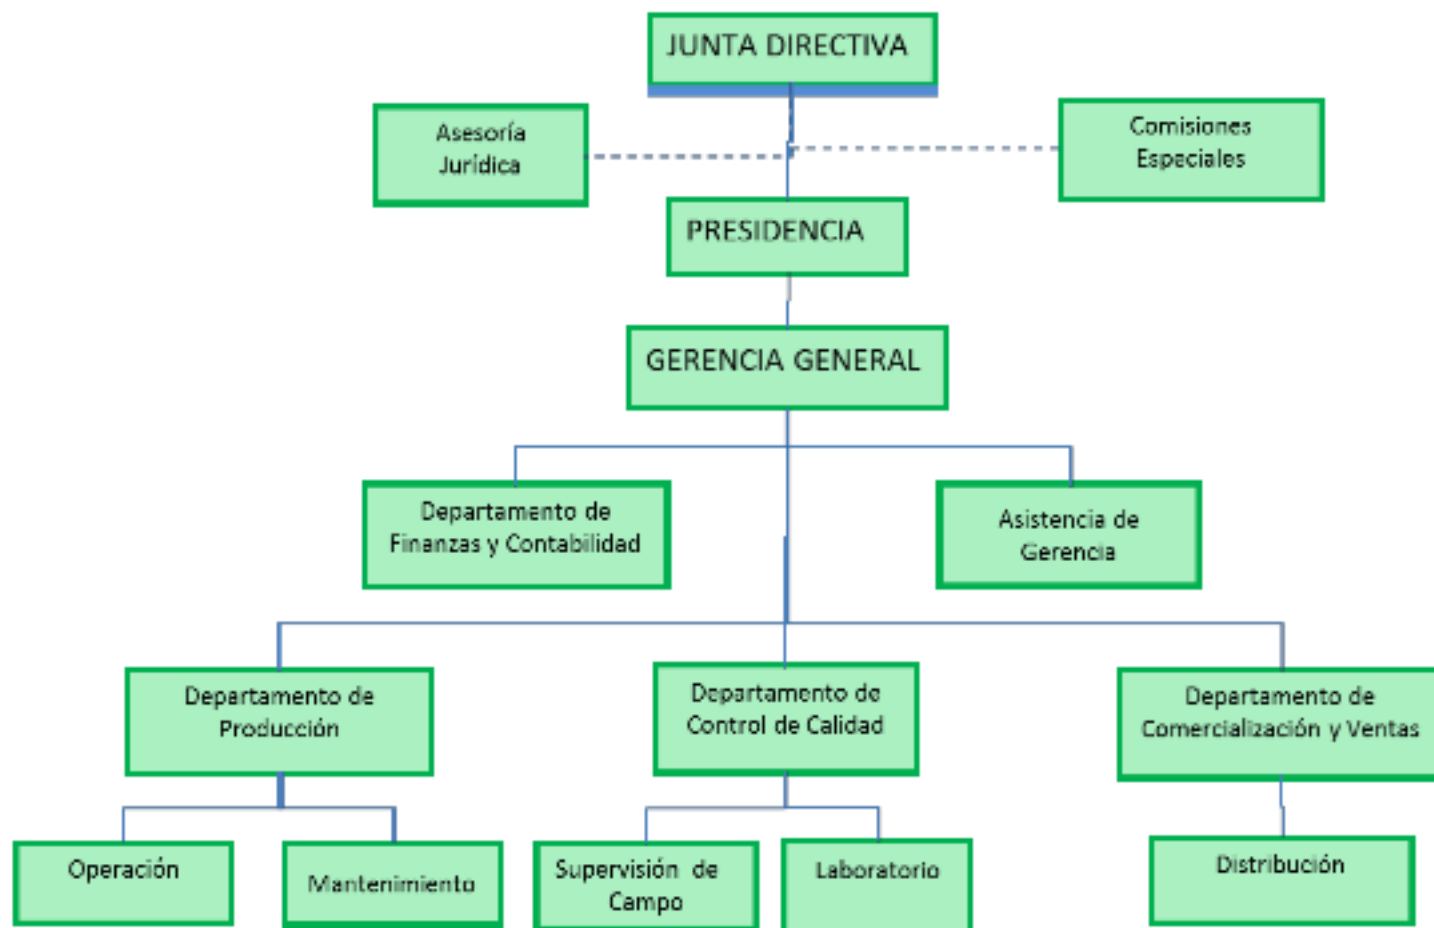 JUNTA DIRECTIVA
Asesoría
Jurídica
Comisiones
Especiales
PRESIDENCIA
GERENCIA GENERAL
Departamento de
Finanzas y Contabilidad
Asistencia de
Gerencia
Departamento de
Producción
Departamento de
Control de Calidad
Departamento de
Comercialización y Ventas
Operación
Mantenimiento
Supervisión de
Campo
Laboratorio
Distribución